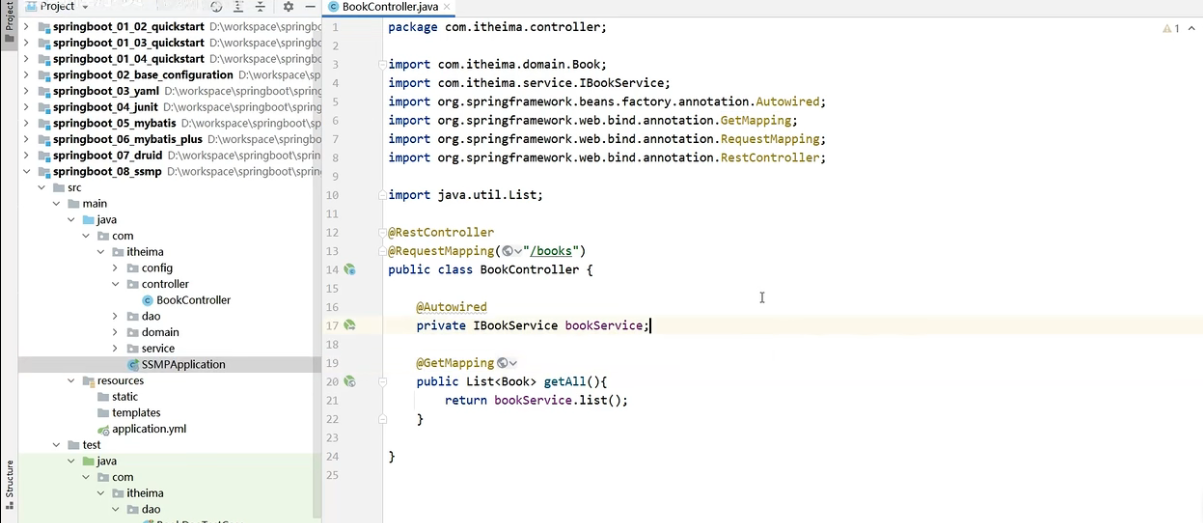 Project
springboot_01_02_quickstart D:\workspace\springbo
springboot_01_03_quickstart D:\workspace\springbo
springboot_01_04_quickstart D:\workspace\springbo
springboot_02_base_configuration D:\workspace\sp
springboot_03_yaml D:\workspace\springboot\spring
springboot_04_junit D:\workspace\springboot\spring
springboot_05_mybatis D:\workspace\springboot\spr
springboot_06_mybatis_plus D:\workspace\springbo
springboot_07_druid D:\workspace\springboot\spring
springboot_08_ssmp D:\workspace\springboot\spring
src
main
java
com
itheima
config
controller
BookController
dao
domain
service
SSMPApplication
resources
static
templates
application.yml
test
java
com
itheima
dao
Project
Structure
BookController.java
1 package com.itheima.controller;
2
3 import com.itheima.domain.Book;
4 import com.itheima.service.IBookService;
5 import org.springframework.beans.factory.annotation.Autowired;
6 import org.springframework.web.bind.annotation.GetMapping;
7 import org.springframework.web.bind.annotation.RequestMapping;
8 import org.springframework.web.bind.annotation.RestController;
9
10 import java.util.List;
11
12 @RestController
13 @RequestMapping("/books")
14 public class BookController {
15
16 @Autowired
17 private IBookService bookService;
18
19 @GetMapping
20 public List<Book> getAll(){
21 return bookService.list();
22 }
23
24 }
25
1